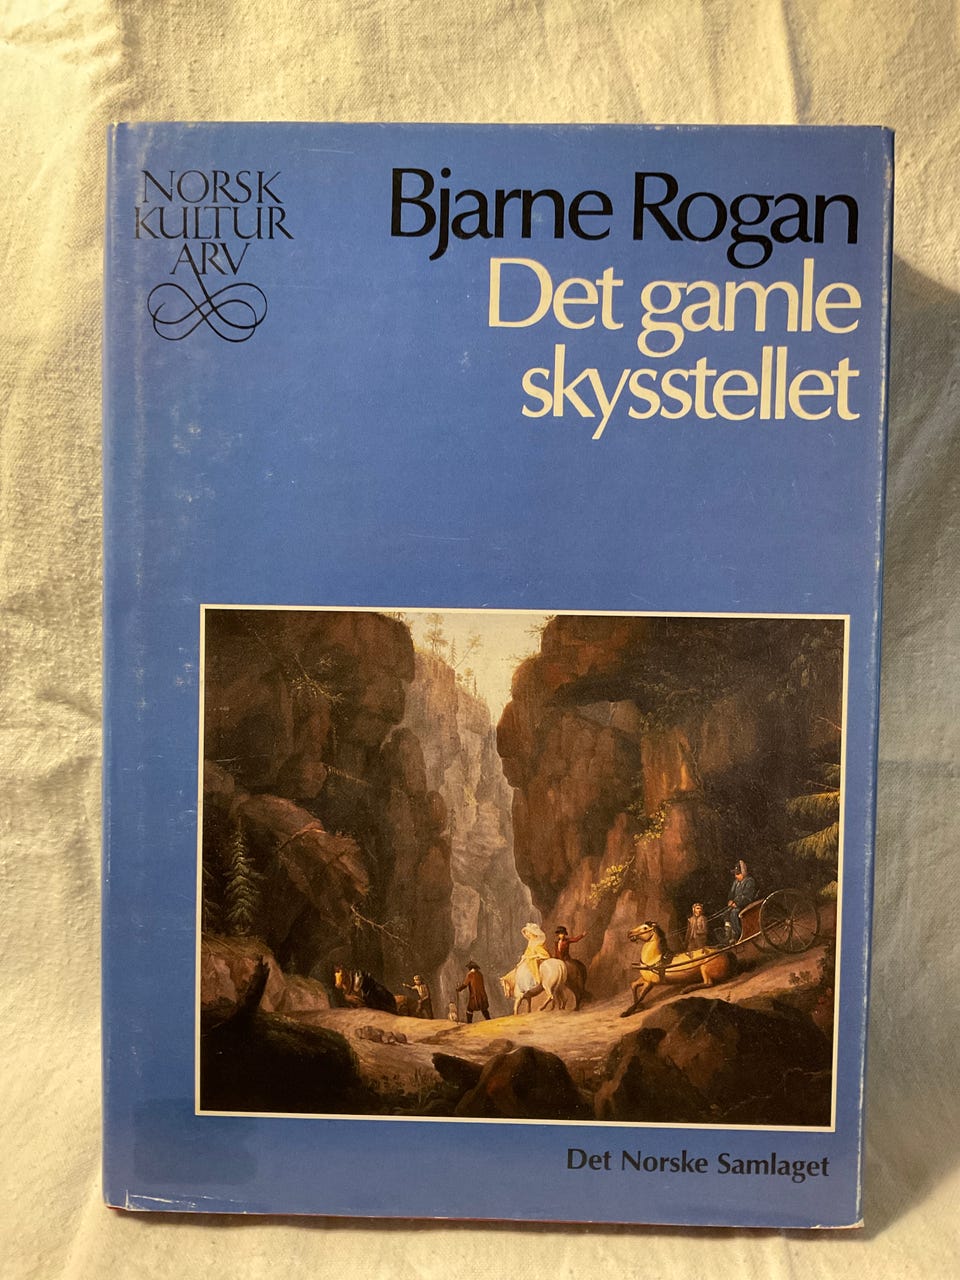 NORSK
KULTUR
ARV
Bjarne Rogan
Det gamle
skysstellet
Det Norske Samlaget